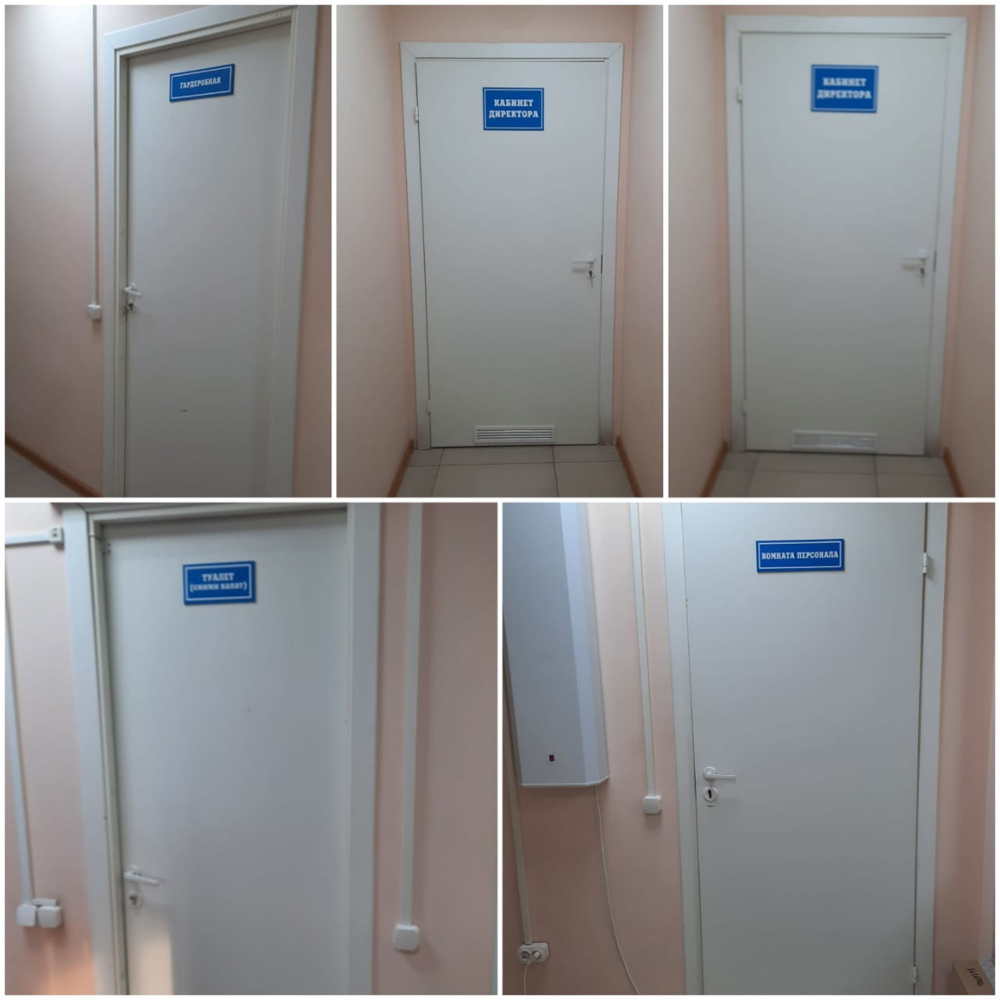 ГАРДЕРОБНАЯ
КАБИНЕТ
ДИРЕКТОРА
КАБИНЕТ
ДИРЕКТОРА
ТУАЛЕТ
(СНИМИ ХАЛАТ)
КОМНАТА ПЕРСОНАЛА